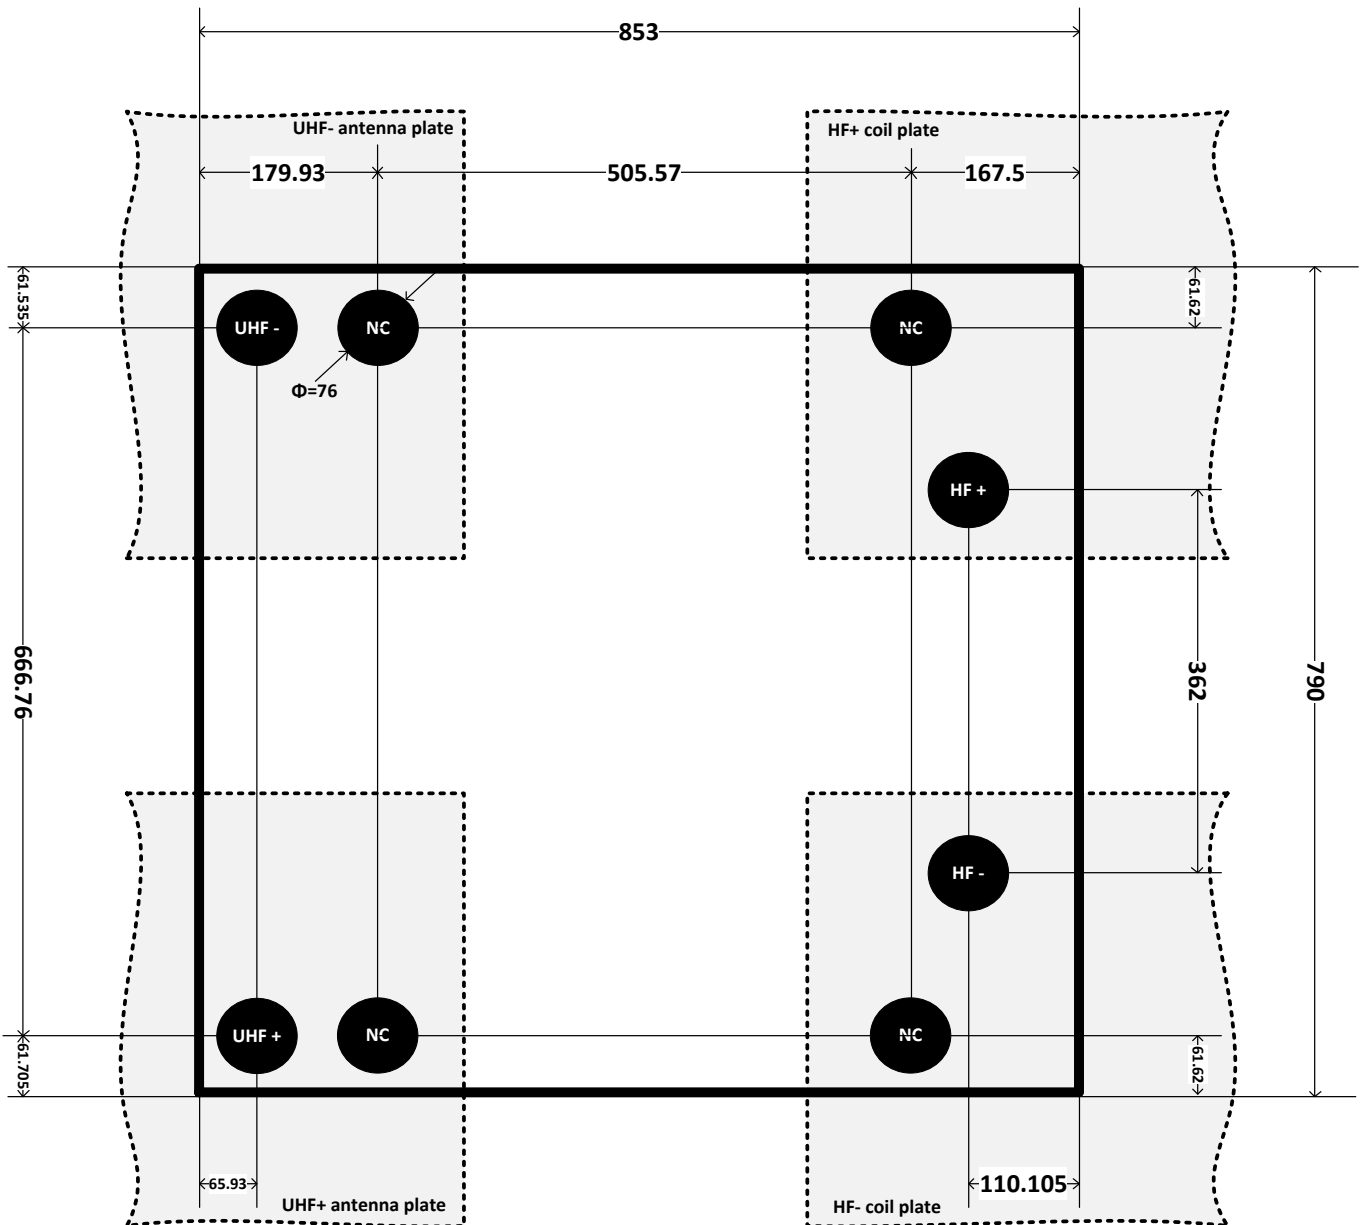 853
UHF- antenna plate
HF+ coil plate
179.93
505.57
167.5
61.535
61.62
UHF -
NC
NC
Φ=76
HF +
666.76
362
790
HF -
UHF +
NC
NC
61.705
61.62
65.93
110.105
UHF+ antenna plate
HF- coil plate